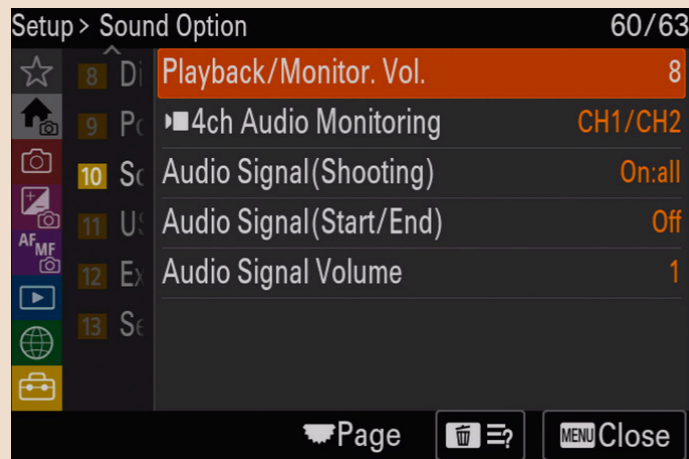 Setup > Sound Option 60/63
8 Di
Playback/Monitor. Vol. 8
9 Po
4ch Audio Monitoring CH1/CH2
10 So
Audio Signal(Shooting) On:all
11 US
Audio Signal(Start/End) Off
12 Ex
Audio Signal Volume 1
13 Se
AF MF
Page ? MENU Close